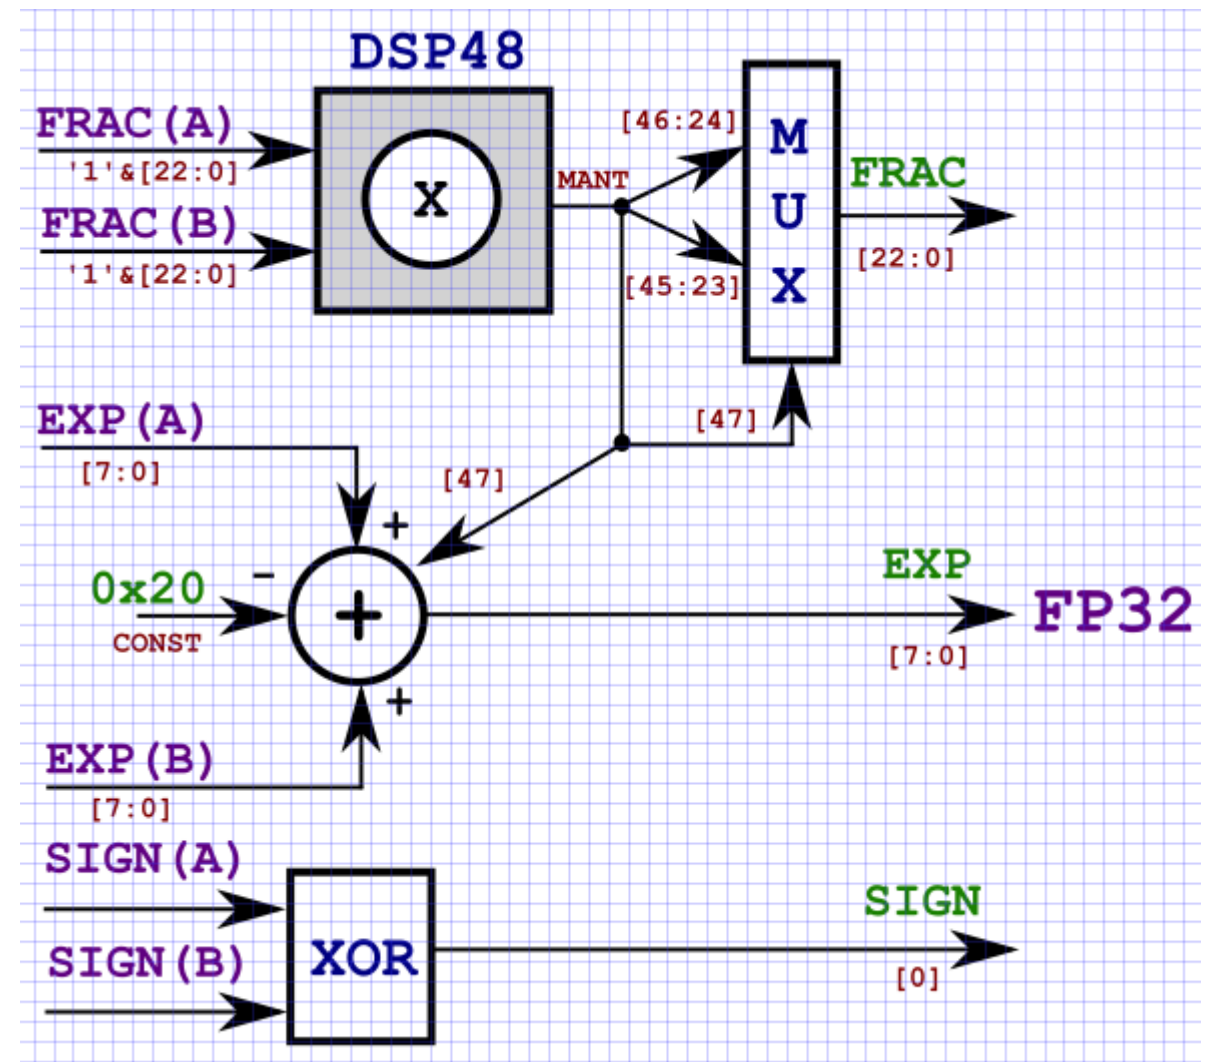 DSP48
FRAC(A)
'1'&[22:0]
FRAC(B)
'1'&[22:0]
X
MANT
[46:24]
[45:23]
M
U
X
FRAC
[22:0]
[47]
EXP(A)
[7:0]
[47]
+
0x20
-
CONST
+
EXP
[7:0]
FP32
+
EXP(B)
[7:0]
SIGN(A)
SIGN(B)
XOR
SIGN
[0]